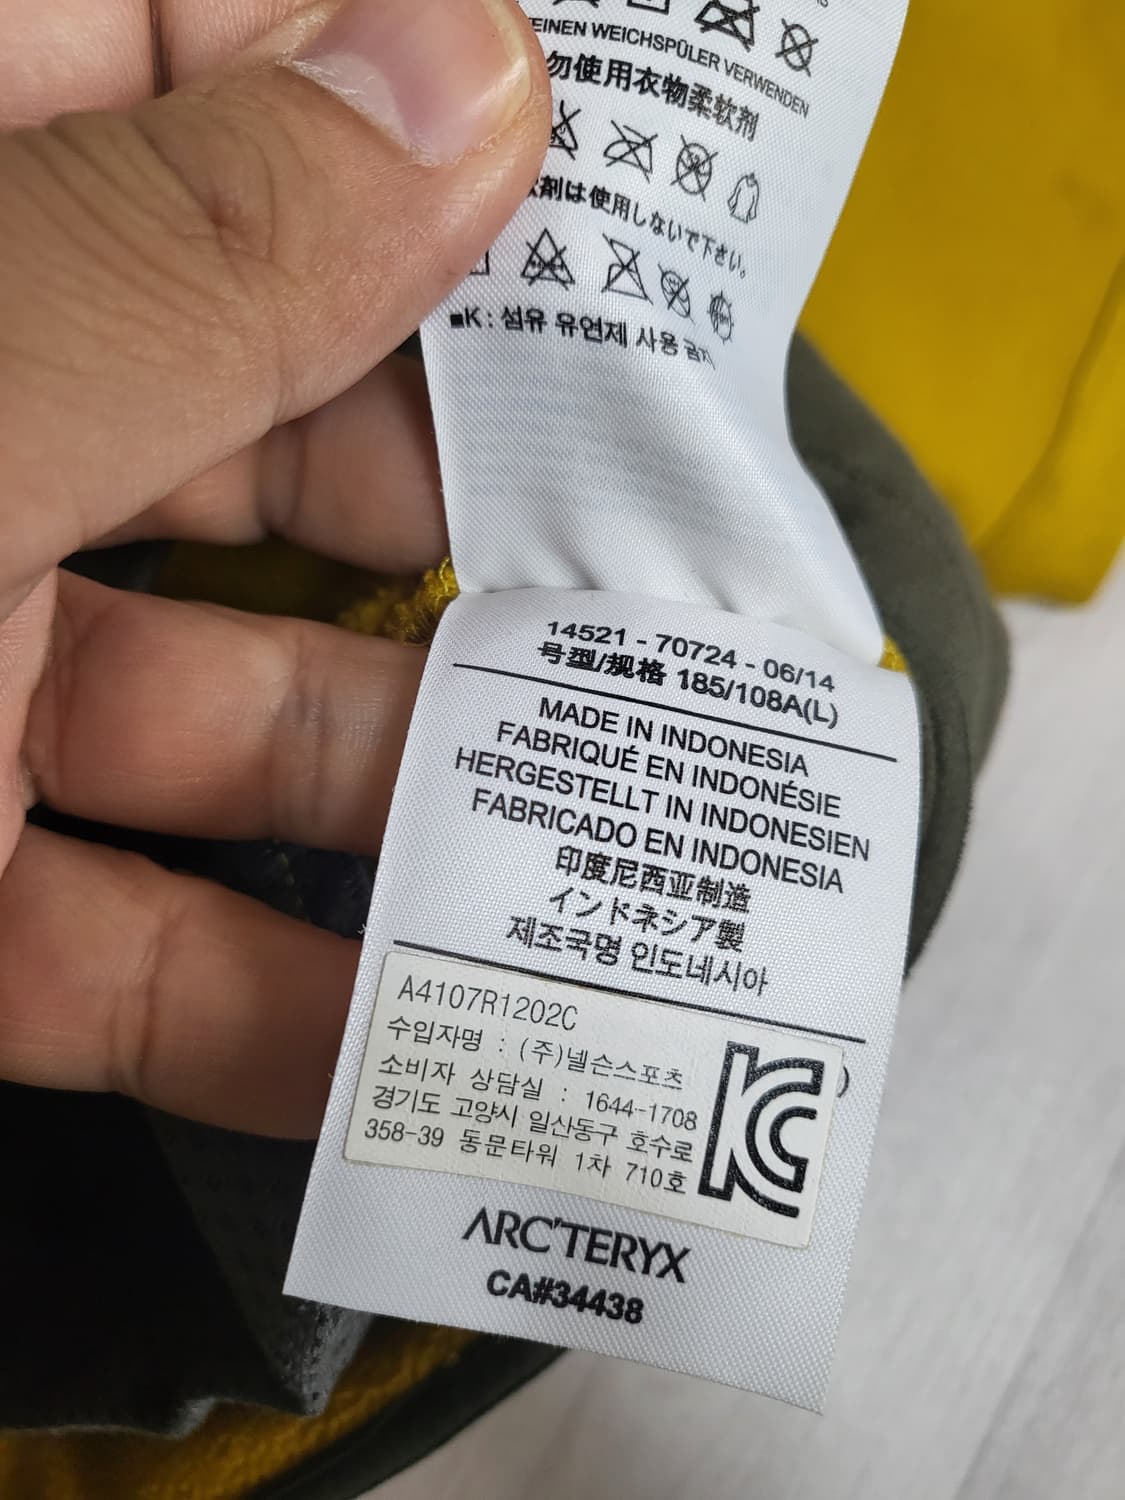 EINEN WEICHSPÜLER VERWENDEN
勿使用衣物柔软剂
剤は使用しないで下さい。
■K : 섬유 유연제 사용 금지
14521 - 70724 - 06/14
号型/规格 185/108A(L)
MADE IN INDONESIA
FABRIQUÉ EN INDONÉSIE
HERGESTELLT IN INDONESIEN
FABRICADO EN INDONESIA
印度尼西亚制造
インドネシア製
제조국명 인도네시아
A4107R1202C
수입자명 : (주)넬슨스포츠
소비자 상담실 : 1644-1708
경기도 고양시 일산동구 호수로
358-39 동문타워 1차 710호
ARC'TERYX
CA#34438